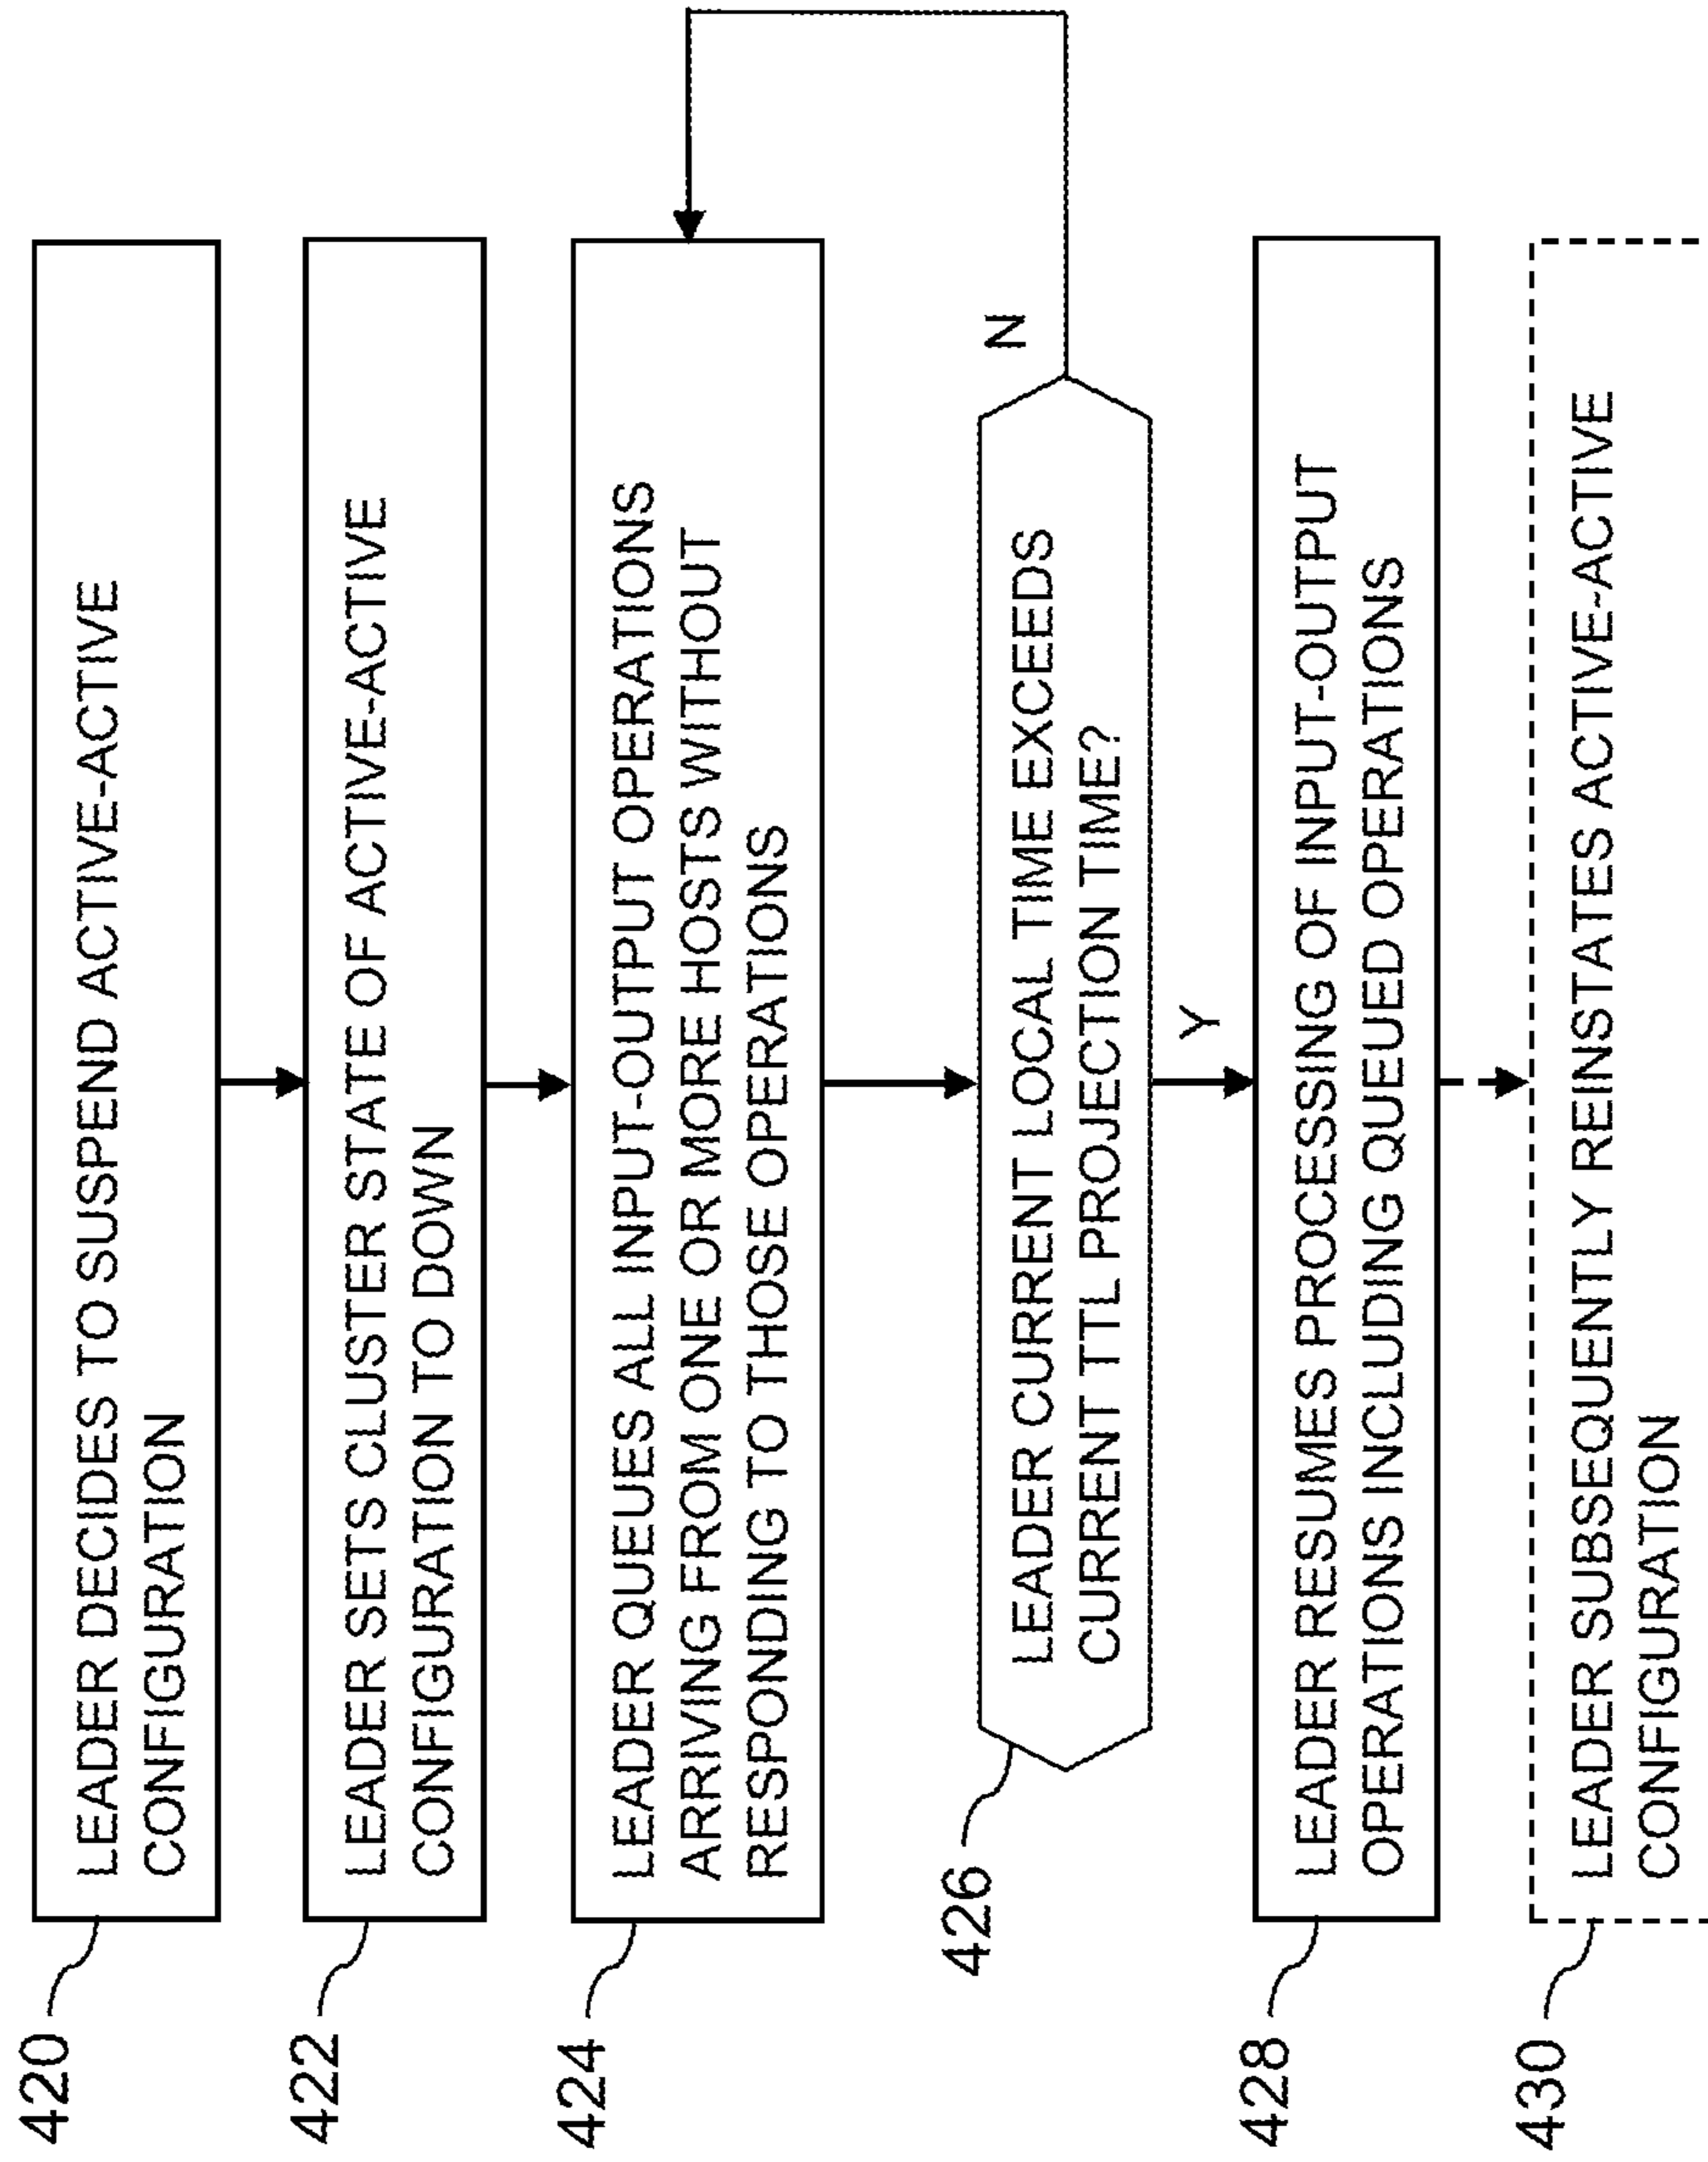 420
LEADER DECIDES TO SUSPEND ACTIVE-ACTIVE
CONFIGURATION
422
LEADER SETS CLUSTER STATE OF ACTIVE-ACTIVE
CONFIGURATION TO DOWN
424
LEADER QUEUES ALL INPUT-OUTPUT OPERATIONS
ARRIVING FROM ONE OR MORE HOSTS WITHOUT
RESPONDING TO THOSE OPERATIONS
426
LEADER CURRENT LOCAL TIME EXCEEDS
CURRENT TTL PROJECTION TIME?
N
Y
428
LEADER RESUMES PROCESSING OF INPUT-OUTPUT
OPERATIONS INCLUDING QUEUED OPERATIONS
430
LEADER SUBSEQUENTLY REINSTATES ACTIVE-ACTIVE
CONFIGURATION